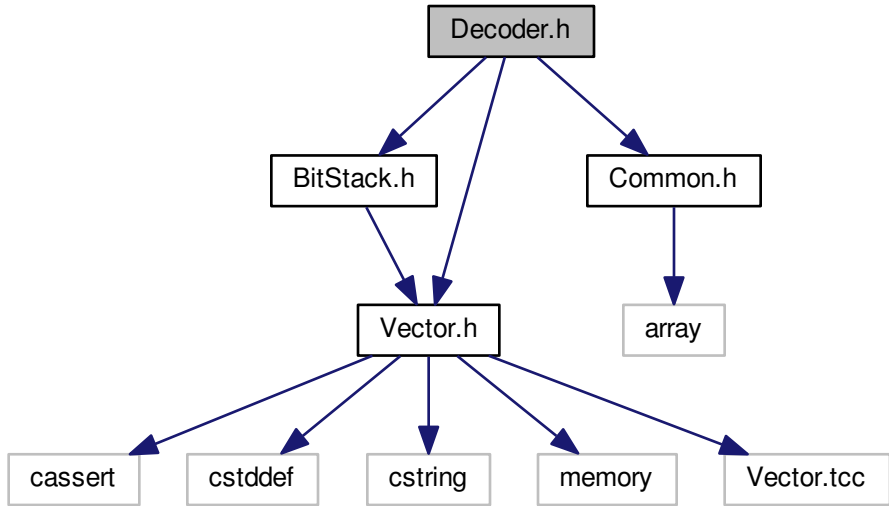 Decoder.h
BitStack.h
Common.h
Vector.h
array
cassert
cstddef
cstring
memory
Vector.tcc